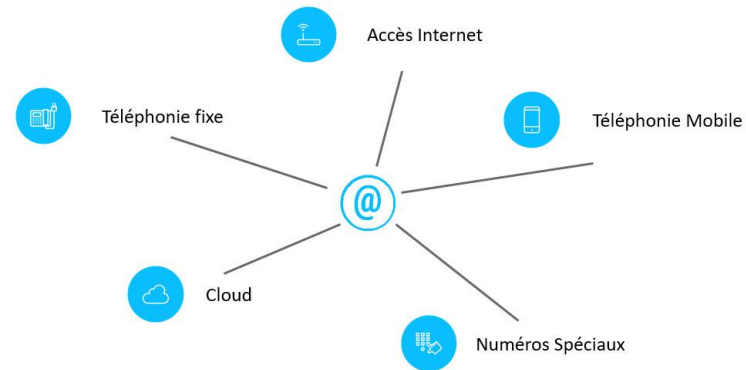 Accès Internet
Téléphonie fixe
Téléphonie Mobile
@
Cloud
Numéros Spéciaux